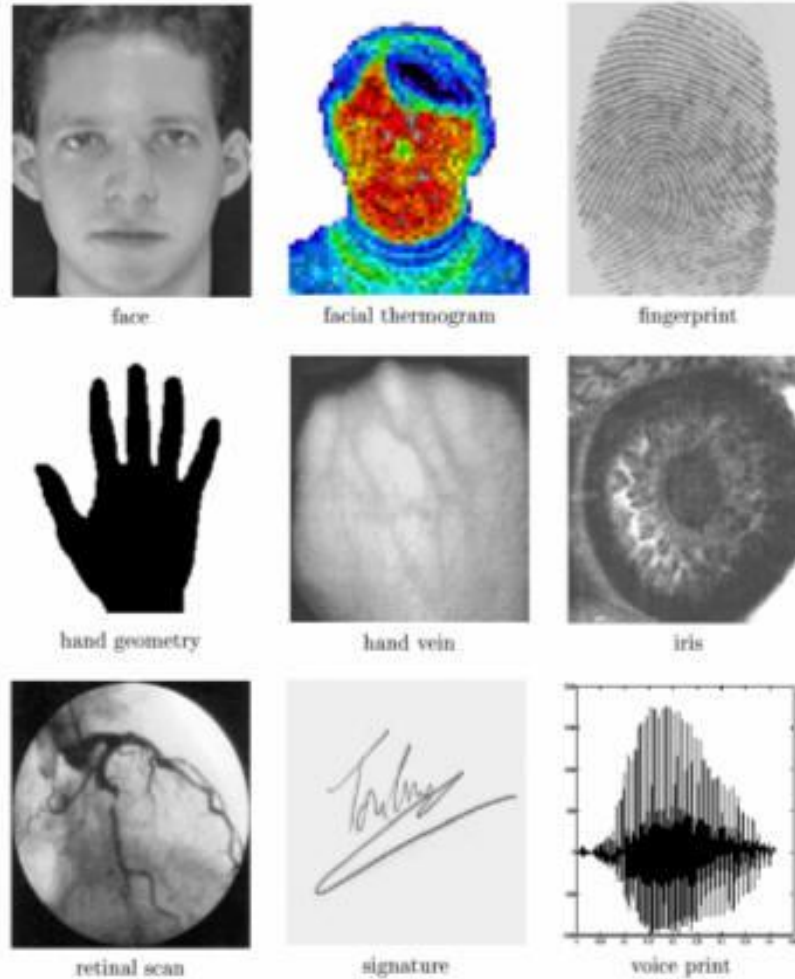 face
facial thermogram
fingerprint
hand geometry
hand vein
iris
retinal scan
signature
voice print